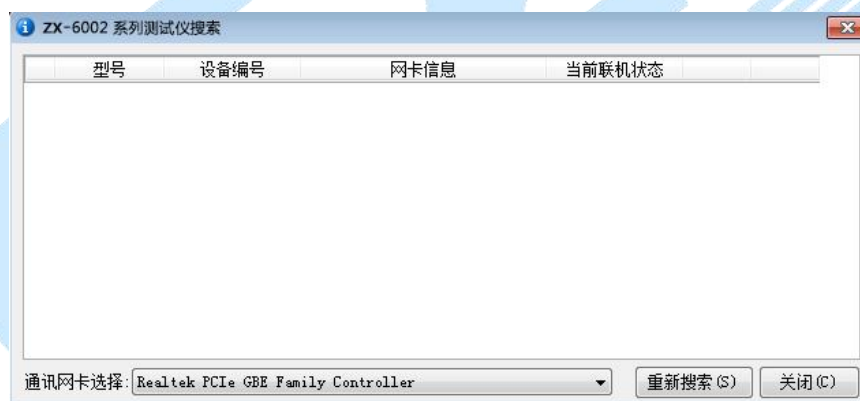 ZX-6002 系列测试仪搜索
型号 设备编号 网卡信息 当前联机状态
通讯网卡选择: Realtek PCIe GBE Family Controller 重新搜索(S) 关闭(C)